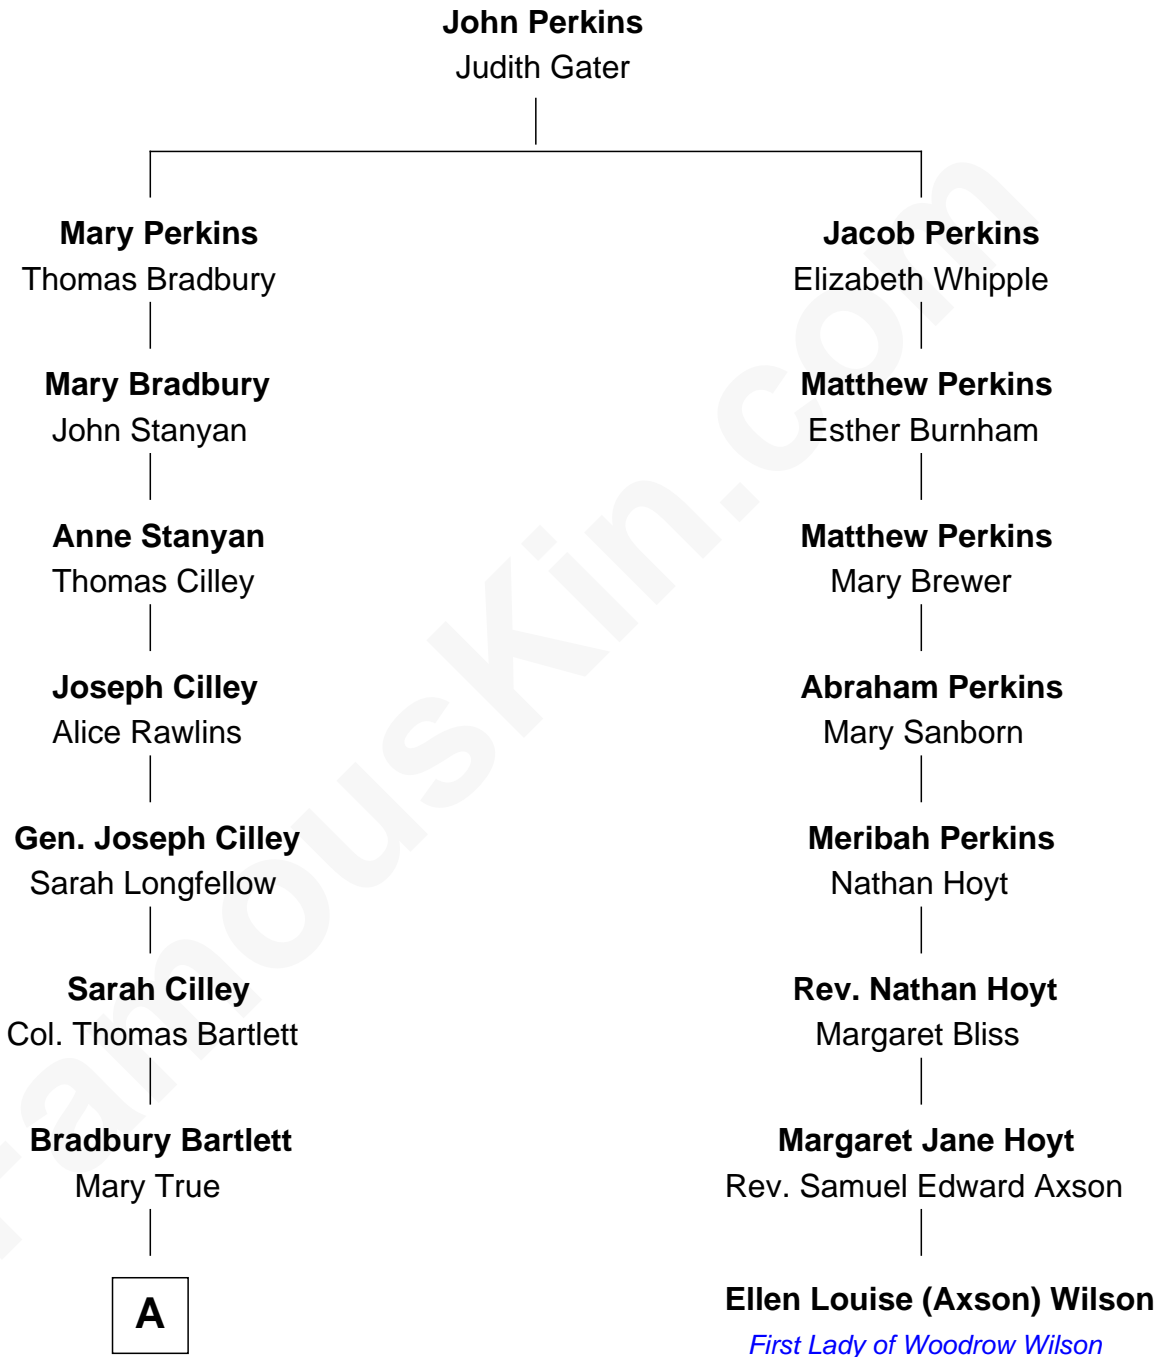 John Perkins
Judith Gater
Mary Perkins
Thomas Bradbury
Jacob Perkins
Elizabeth Whipple
Mary Bradbury
John Stanyan
Matthew Perkins
Esther Burnham
Anne Stanyan
Thomas Cilley
Matthew Perkins
Mary Brewer
Joseph Cilley
Alice Rawlins
Abraham Perkins
Mary Sanborn
Gen. Joseph Cilley
Sarah Longfellow
Meribah Perkins
Nathan Hoyt
Sarah Cilley
Col. Thomas Bartlett
Rev. Nathan Hoyt
Margaret Bliss
Bradbury Bartlett
Mary True
Margaret Jane Hoyt
Rev. Samuel Edward Axson
A
Ellen Louise (Axson) Wilson
First Lady of Woodrow Wilson
FamousKin.com